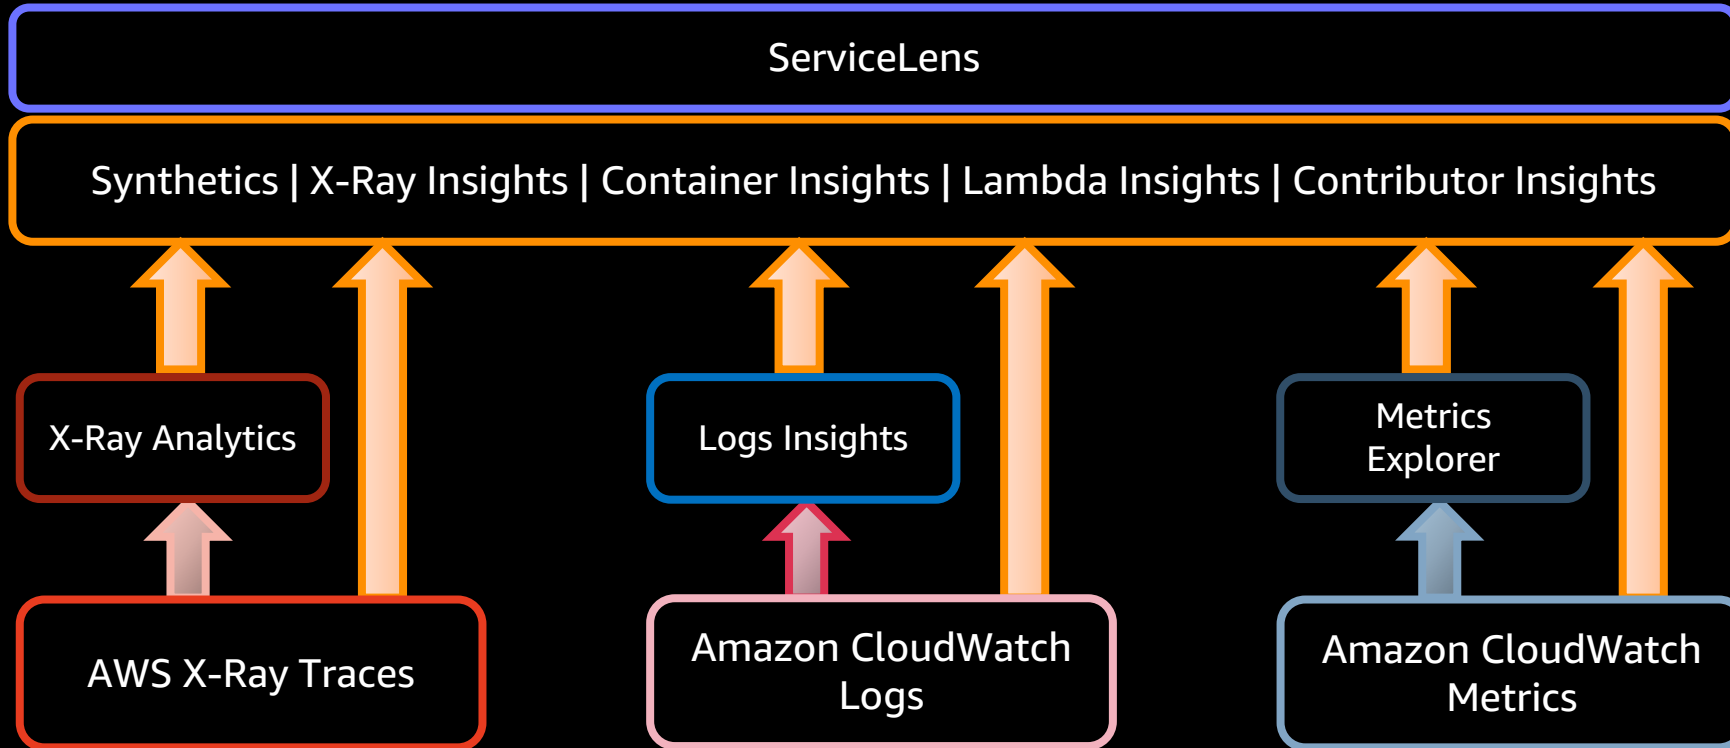 ServiceLens
Synthetics | X-Ray Insights | Container Insights | Lambda Insights | Contributor Insights
X-Ray Analytics
Logs Insights
Metrics
Explorer
AWS X-Ray Traces
Amazon CloudWatch
Logs
Amazon CloudWatch
Metrics